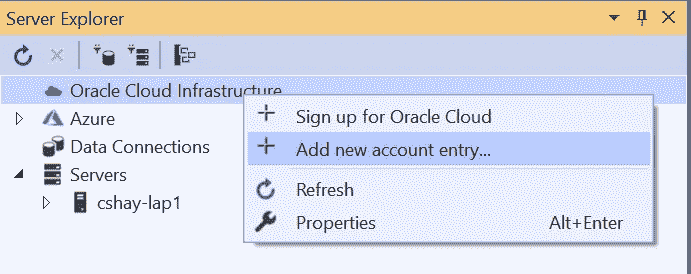 Server Explorer
Oracle Cloud Infrastructure
Sign up for Oracle Cloud
Azure
Add new account entry...
Data Connections
Servers
Refresh
cshay-lap1
Properties Alt+Enter